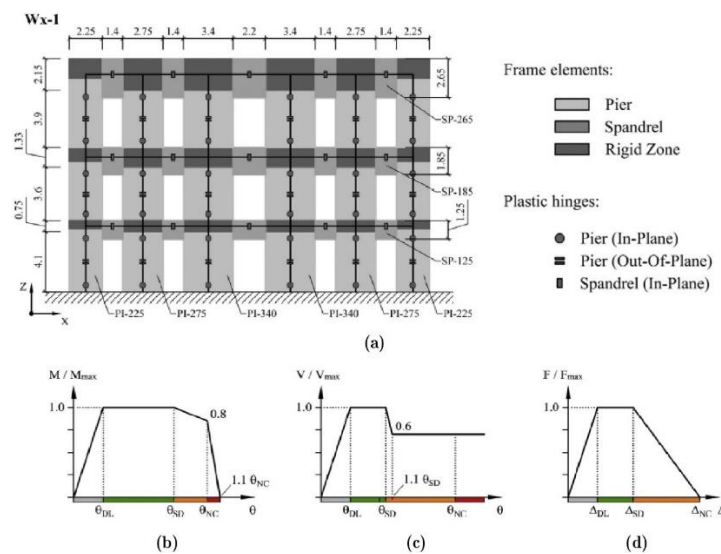 Wx-1
2.25 1.4 2.75 1.4 3.4 2.2 3.4 1.4 2.75 1.4 2.25
2.15
3.9
1.33
3.6
0.75
4.1
2.65
1.85
1.25
SP-265
SP-185
SP-125
Z
X
PI-225
PI-275
PI-340
PI-340
PI-275
PI-225
(a)
Frame elements:
Pier
Spandrel
Rigid Zone
Plastic hinges:
Pier (In-Plane)
Pier (Out-Of-Plane)
Spandrel (In-Plane)
M / Mmax
1.0
0.8
1.1 θNC
θDL θSD θNC θ
(b)
V / Vmax
1.0
0.6
1.1 θSD
θDL θSD θNC θ
(c)
F / Fmax
1.0
ΔDL ΔSD ΔNC Δ
(d)